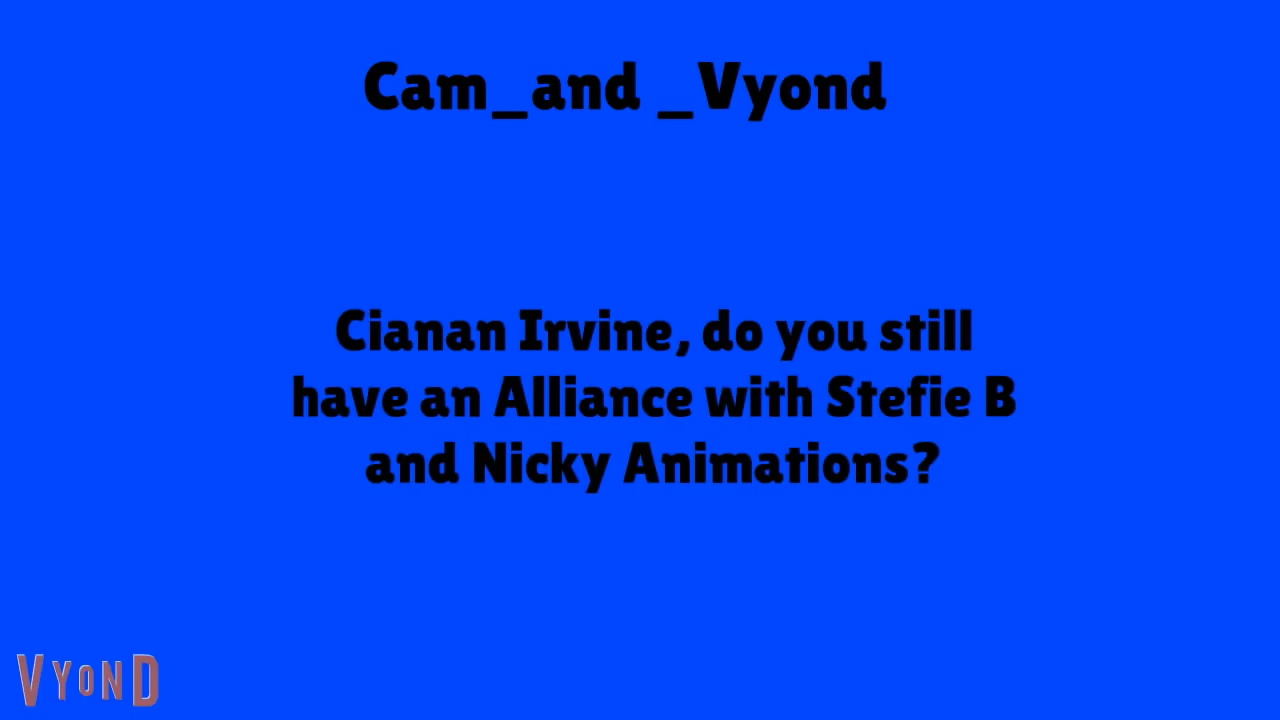 Cam_and _Vyond
Cianan Irvine, do you still
have an Alliance with Stefie B
and Nicky Animations?
VYOND